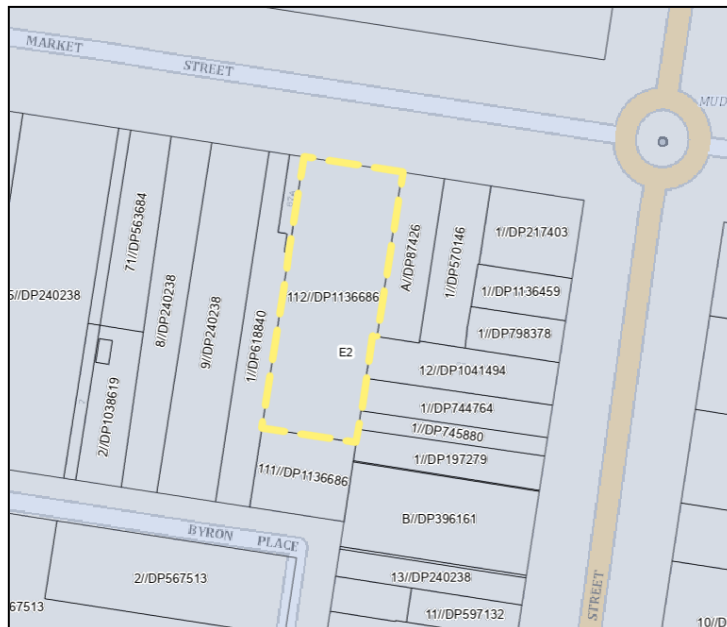 MARKET
STREET
MUD
71//DP563684
8//DP240238
9//DP240238
1//DP618840
112//DP1136686
A//DP87426
1//DP570146
1//DP217403
1//DP1136459
1//DP798378
5//DP240238
E2
12//DP1041494
1//DP744764
1//DP745880
1//DP197279
2//DP1038619
111//DP1136686
B//DP396161
BYRON PLACE
13//DP240238
2//DP567513
67513
11//DP597132
STREET
10//D